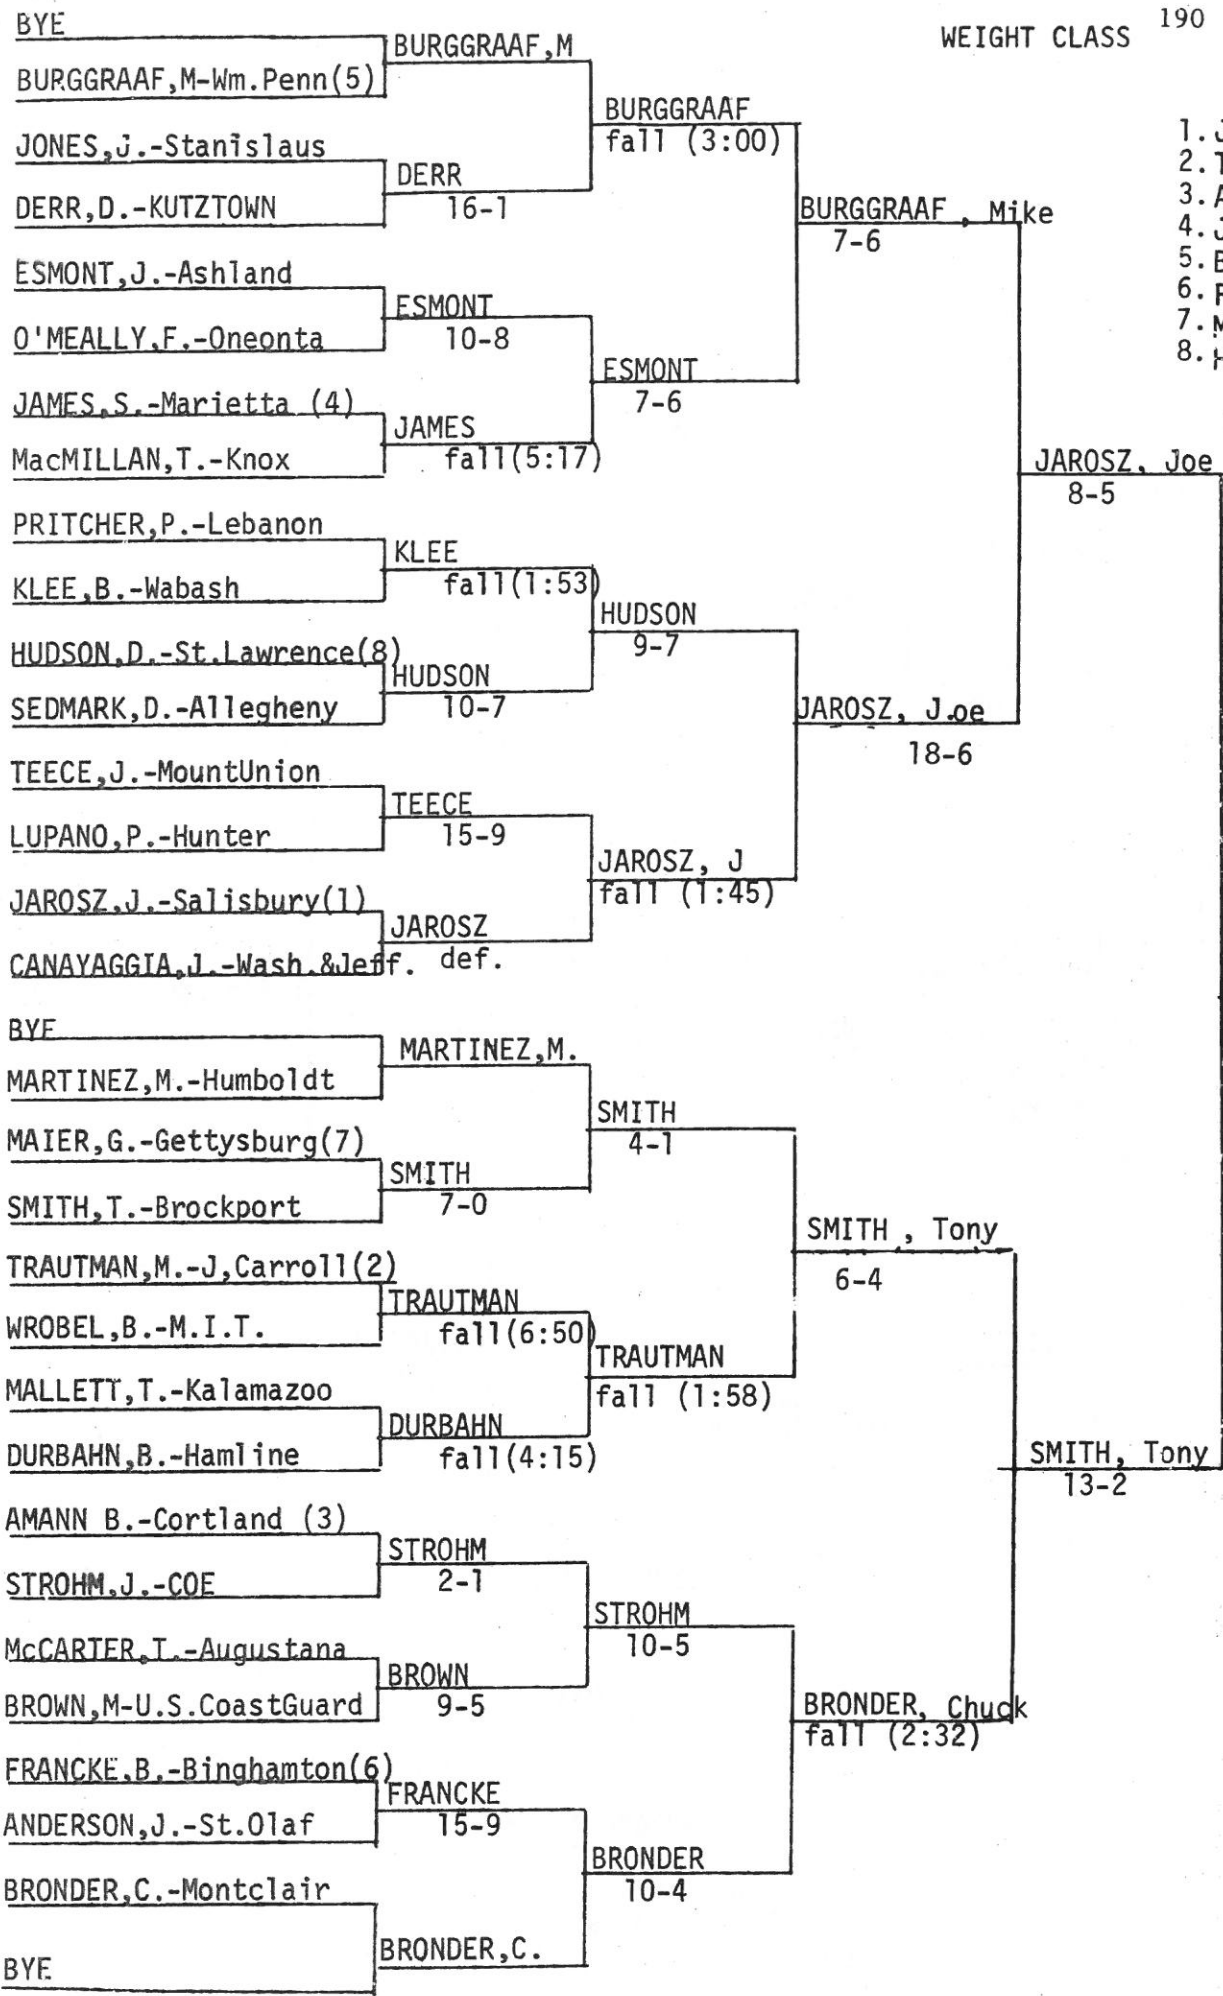 190
WEIGHT CLASS
1. J
2. T
3. A
4. J
5. B
6. F
7. M
8. H
BYE
BURGGRAAF,M-Wm.Penn(5)
JONES,J.-Stanislaus
DERR,D.-KUTZTOWN
ESMONT,J.-Ashland
O'MEALLY,F.-Oneonta
JAMES,S.-Marietta (4)
MacMILLAN,T.-Knox
PRITCHER,P.-Lebanon
KLEE,B.-Wabash
HUDSON,D.-St.Lawrence(8)
SEDMARK,D.-Allegheny
TEECE,J.-MountUnion
LUPANO,P.-Hunter
JAROSZ,J.-Salisbury(1)
CANAYAGGIA,J.-Wash.&Jeff.
BYE
MARTINEZ,M.-Humboldt
MAIER,G.-Gettysburg(7)
SMITH,T.-Brockport
TRAUTMAN,M.-J,Carroll(2)
WROBEL,B.-M.I.T.
MALLETT,T.-Kalamazoo
DURBAHN,B.-Hamline
AMANN B.-Cortland (3)
STROHM,J.-COE
McCARTER,T.-Augustana
BROWN,M-U.S.CoastGuard
FRANCKE,B.-Binghamton(6)
ANDERSON,J.-St.Olaf
BRONDER,C.-Montclair
BYE
BURGGRAAF,M
DERR
16-1
ESMONT
10-8
JAMES
fall(5:17)
KLEE
fall(1:53)
HUDSON
10-7
TEECE
15-9
JAROSZ
def.
MARTINEZ,M.
SMITH
7-0
TRAUTMAN
fall(6:50)
DURBAHN
fall(4:15)
STROHM
2-1
BROWN
9-5
FRANCKE
15-9
BRONDER,C.
BURGGRAAF
fall (3:00)
ESMONT
7-6
HUDSON
9-7
JAROSZ, J
fall (1:45)
SMITH
4-1
TRAUTMAN
fall (1:58)
STROHM
10-5
BRONDER
10-4
BURGGRAAF , Mike
7-6
JAROSZ, J.oe
18-6
SMITH , Tony
6-4
BRONDER, Chuck
fall (2:32)
JAROSZ, Joe
8-5
SMITH, Tony
13-2